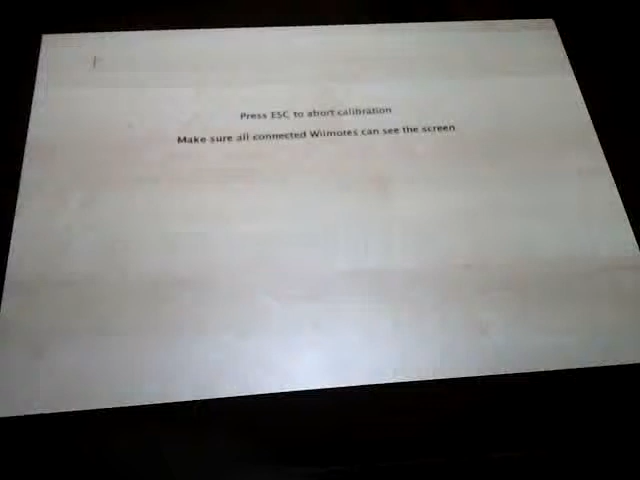 Press ESC to abort calibration
Make sure all connected Wiimotes can see the screen